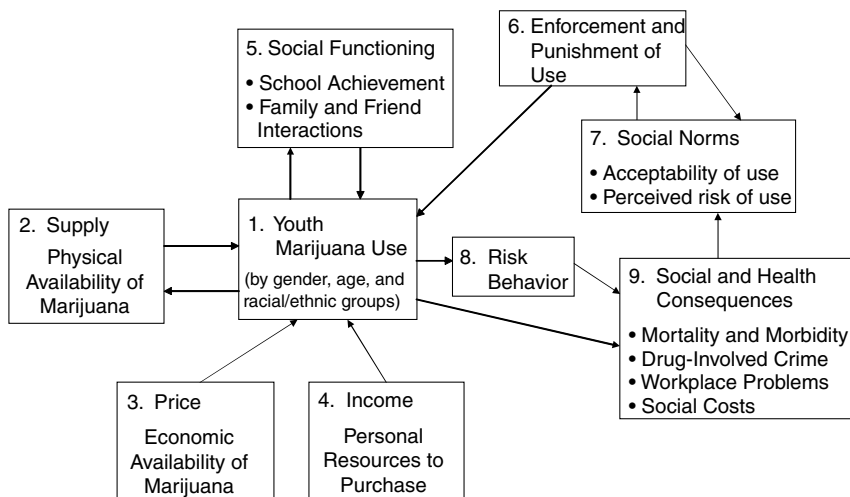 5. Social Functioning
• School Achievement
• Family and Friend
Interactions
6. Enforcement and
Punishment of
Use
7. Social Norms
• Acceptability of use
• Perceived risk of use
2. Supply
Physical
Availability of
Marijuana
1. Youth
Marijuana Use
(by gender, age, and
racial/ethnic groups)
8. Risk
Behavior
9. Social and Health
Consequences
• Mortality and Morbidity
• Drug-Involved Crime
• Workplace Problems
• Social Costs
3. Price
Economic
Availability of
Marijuana
4. Income
Personal
Resources to
Purchase